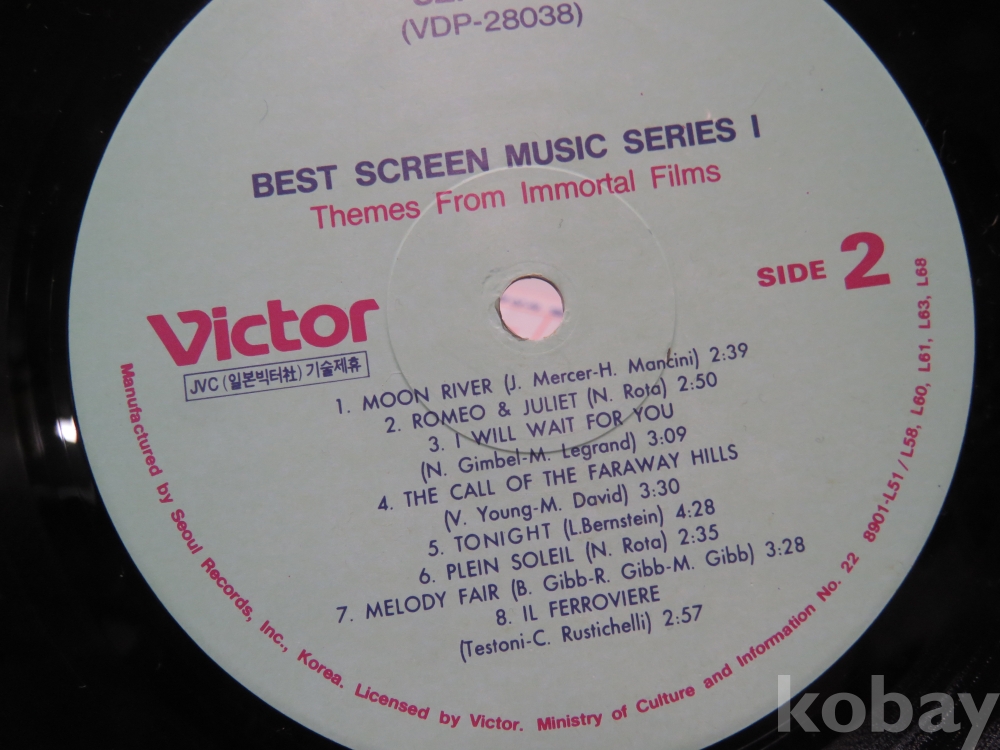 (VDP-28038)
BEST SCREEN MUSIC SERIES I
Themes From Immortal Films
SIDE 2
Victor
JVC (일본빅터社) 기술제휴
1. MOON RIVER (J. Mercer-H. Mancini) 2:39
2. ROMEO & JULIET (N. Rota) 2:50
3. I WILL WAIT FOR YOU
(N. Gimbel-M. Legrand) 3:09
4. THE CALL OF THE FARAWAY HILLS
(V. Young-M. David) 3:30
5. TONIGHT (L.Bernstein) 4:28
6. PLEIN SOLEIL (N. Rota) 2:35
7. MELODY FAIR (B. Gibb-R. Gibb-M. Gibb) 3:28
8. IL FERROVIERE
(Testoni-C. Rustichelli) 2:57
Manufactured by Seoul Records, Inc., Korea. Licensed by Victor. Ministry of Culture and Information No. 22 8901-L51 / L58, L60, L61, L63, L68
kobay